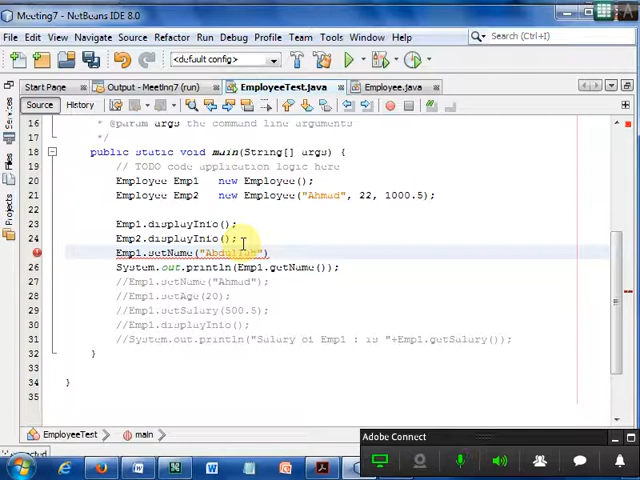 Meeting7 - NetBeans IDE 8.0
File Edit View Navigate Source Refactor Run Debug Profile Team Tools Window Help
Search (Ctrl+I)
<default config>
Start Page Output - Meeting7 (run) EmployeeTest.java Employee.java
Source History
16 * @param args the command line arguments
17 */
18 public static void main(String[] args) {
19 // TODO code application logic here
20 Employee Emp1 new Employee();
21 Employee Emp2 new Employee("Ahmad", 22, 1000.5);
22
23 Emp1.displayInfo();
24 Emp2.displayInfo();
Emp1.setName("Abdullah")
26 System.out.println(Emp1.getName());
27 //Emp1.setName("Ahmad");
28 //Emp1.setAge(20);
29 //Emp1.setSalary(500.5);
30 //Emp1.displayInfo();
31 //System.out.println("Salary of Emp1 : is "+Emp1.getSalary());
32 }
33
34 }
35
Services
Files
Projects
EmployeeTest main
Adobe Connect